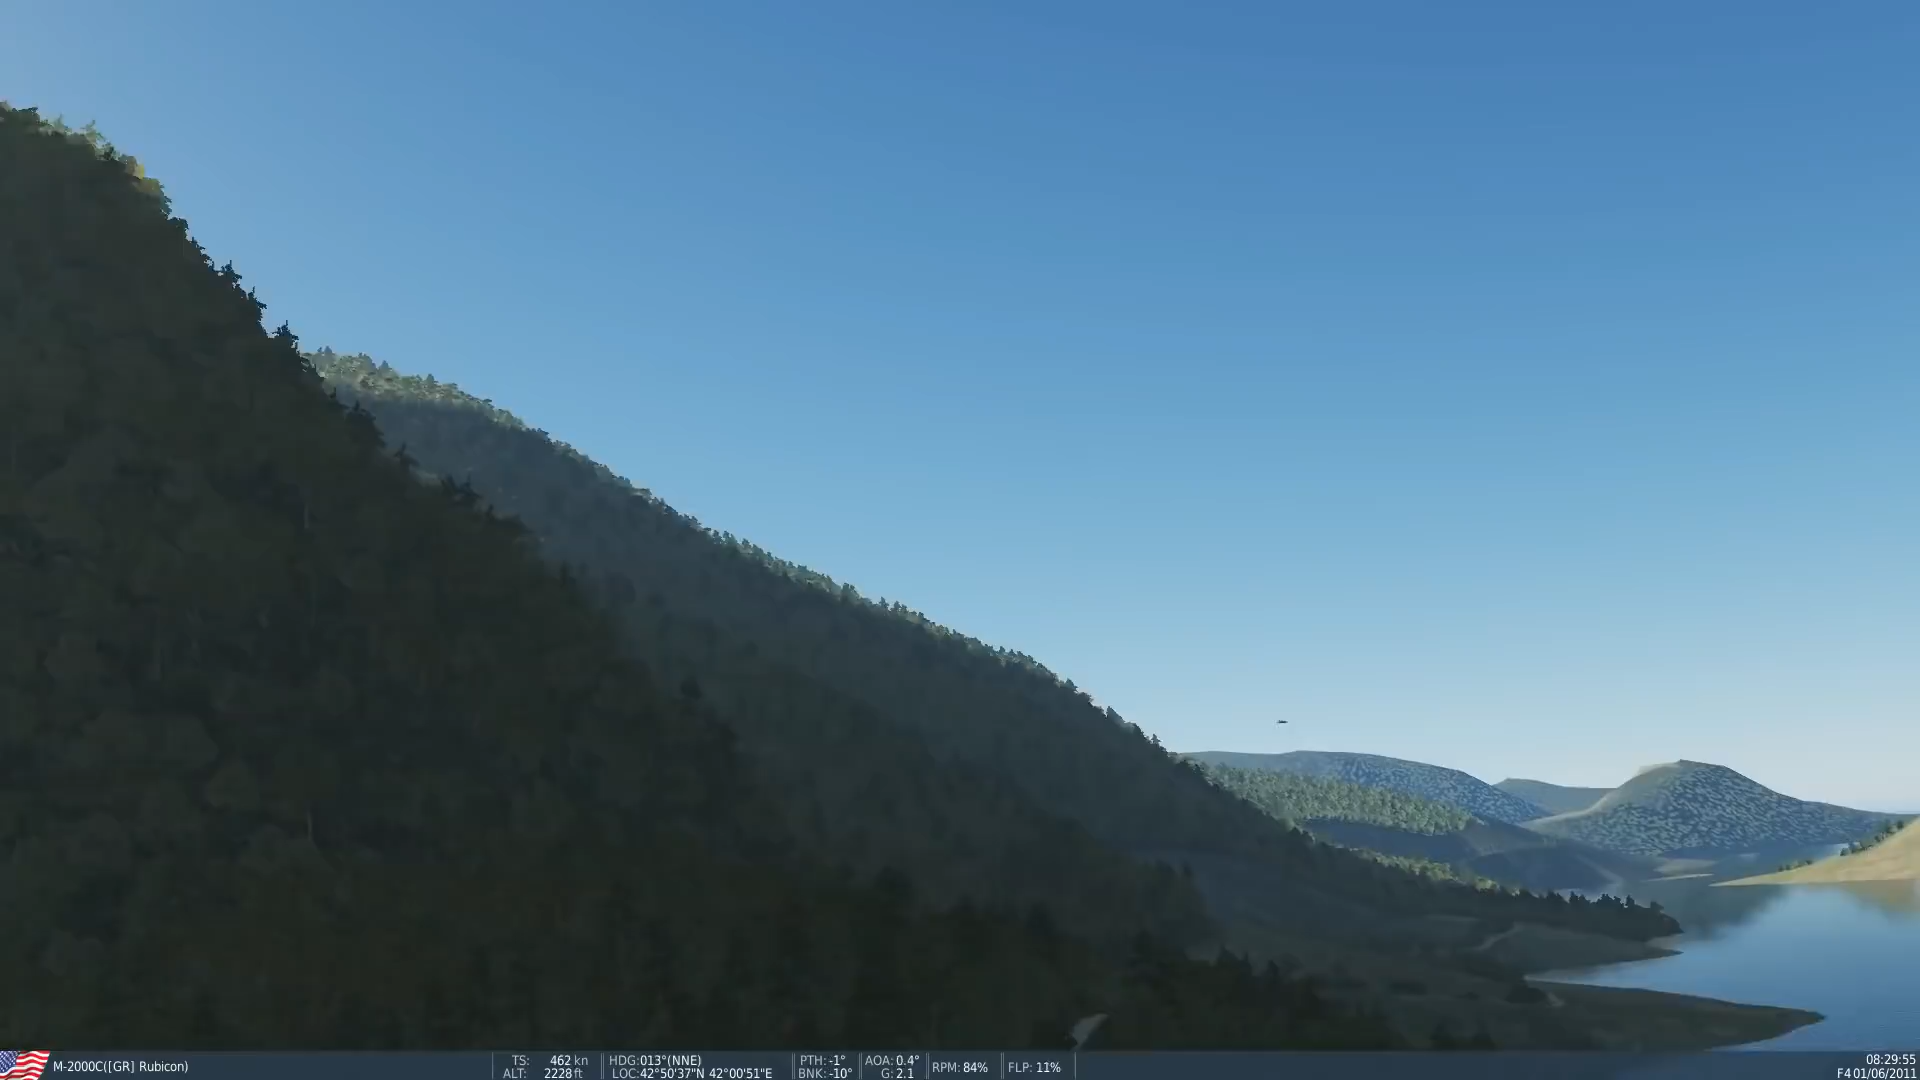 M-2000C([GR] Rubicon)
TS: 462 kn
ALT: 2228 ft
HDG:013°(NNE)
LOC:42°50'37"N 42°00'51"E
PTH:-1°
BNK:-10°
AOA: 0.4°
G: 2.1
RPM: 84%
FLP: 11%
08:29:55
F4 01/06/2011